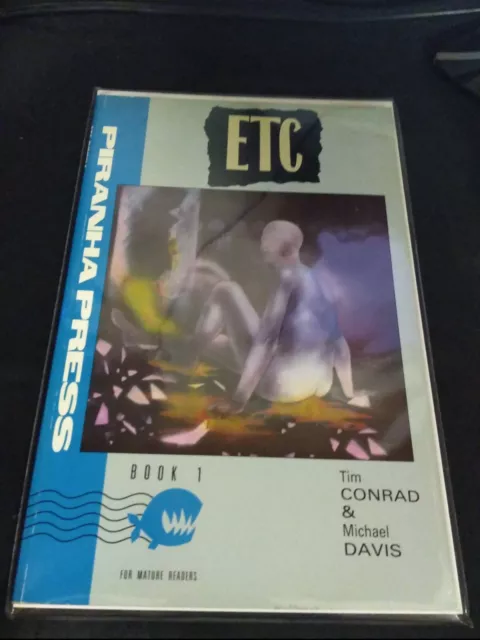 ETC
PIRANHA PRESS
BOOK 1
Tim
CONRAD
&
Michael
DAVIS
FOR MATURE READERS